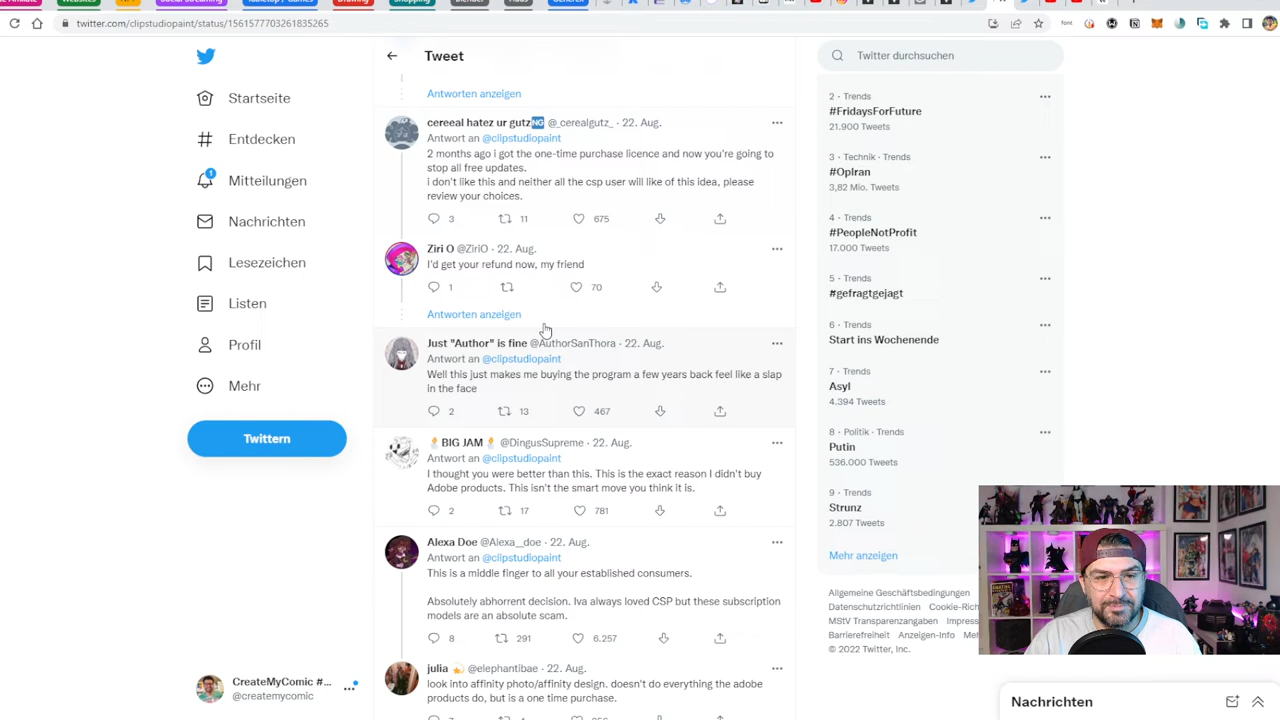 twitter.com/clipstudiopaint/status/1561577703261835265
Tweet
Twitter durchsuchen
Startseite
Entdecken
1
Mitteilungen
Nachrichten
Lesezeichen
Listen
Profil
Mehr
Twittern
CreateMyComic #...
@createmycomic
Antworten anzeigen
cereeal hatez ur gutz🆖 @_cerealgutz_ · 22. Aug.
Antwort an @clipstudiopaint
2 months ago i got the one-time purchase licence and now you're going to
stop all free updates.
i don't like this and neither all the csp user will like of this idea, please
review your choices.
3 11 675
Ziri O @ZiriO · 22. Aug.
I'd get your refund now, my friend
1 70
Antworten anzeigen
Just "Author" is fine @AuthorSanThora · 22. Aug.
Antwort an @clipstudiopaint
Well this just makes me buying the program a few years back feel like a slap
in the face
2 13 467
BIG JAM @DingusSupreme · 22. Aug.
Antwort an @clipstudiopaint
I thought you were better than this. This is the exact reason I didn't buy
Adobe products. This isn't the smart move you think it is.
2 17 781
Alexa Doe @Alexa__doe · 22. Aug.
Antwort an @clipstudiopaint
This is a middle finger to all your established consumers.
Absolutely abhorrent decision. Iva always loved CSP but these subscription
models are an absolute scam.
8 291 6.257
julia @elephantibae · 22. Aug.
look into affinity photo/affinity design. doesn't do everything the adobe
products do, but is a one time purchase.
2 · Trends
#FridaysForFuture
21.900 Tweets
3 · Technik · Trends
#OpIran
3,82 Mio. Tweets
4 · Trends
#PeopleNotProfit
17.000 Tweets
5 · Trends
#gefragtgejagt
6 · Trends
Start ins Wochenende
7 · Trends
Asyl
4.394 Tweets
8 · Politik · Trends
Putin
536.000 Tweets
9 · Trends
Strunz
2.807 Tweets
Mehr anzeigen
Allgemeine Geschäftsbedingungen
Datenschutzrichtlinien Cookie-Rich
MStV Transparenzangaben Impress
Barrierefreiheit Anzeigen-Info Meh
© 2022 Twitter, Inc.
Nachrichten